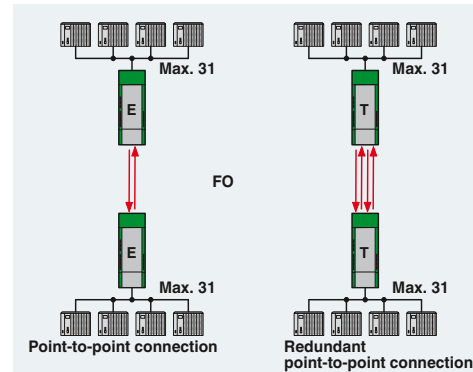 Max. 31
Max. 31
E
T
FO
E
T
Max. 31
Max. 31
Point-to-point connection
Redundant
point-to-point connection